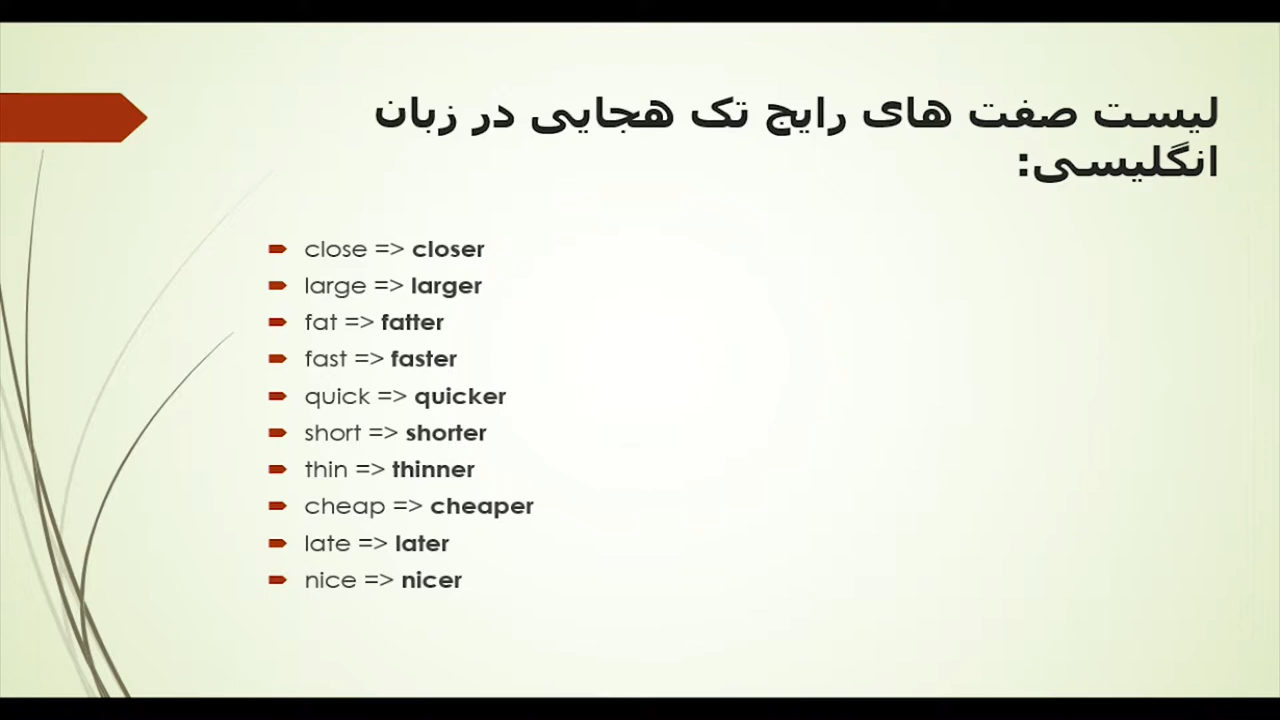 لیست صفت های رایج تک هجایی در زبان
انگلیسی:
close => closer
large => larger
fat => fatter
fast => faster
quick => quicker
short => shorter
thin => thinner
cheap => cheaper
late => later
nice => nicer